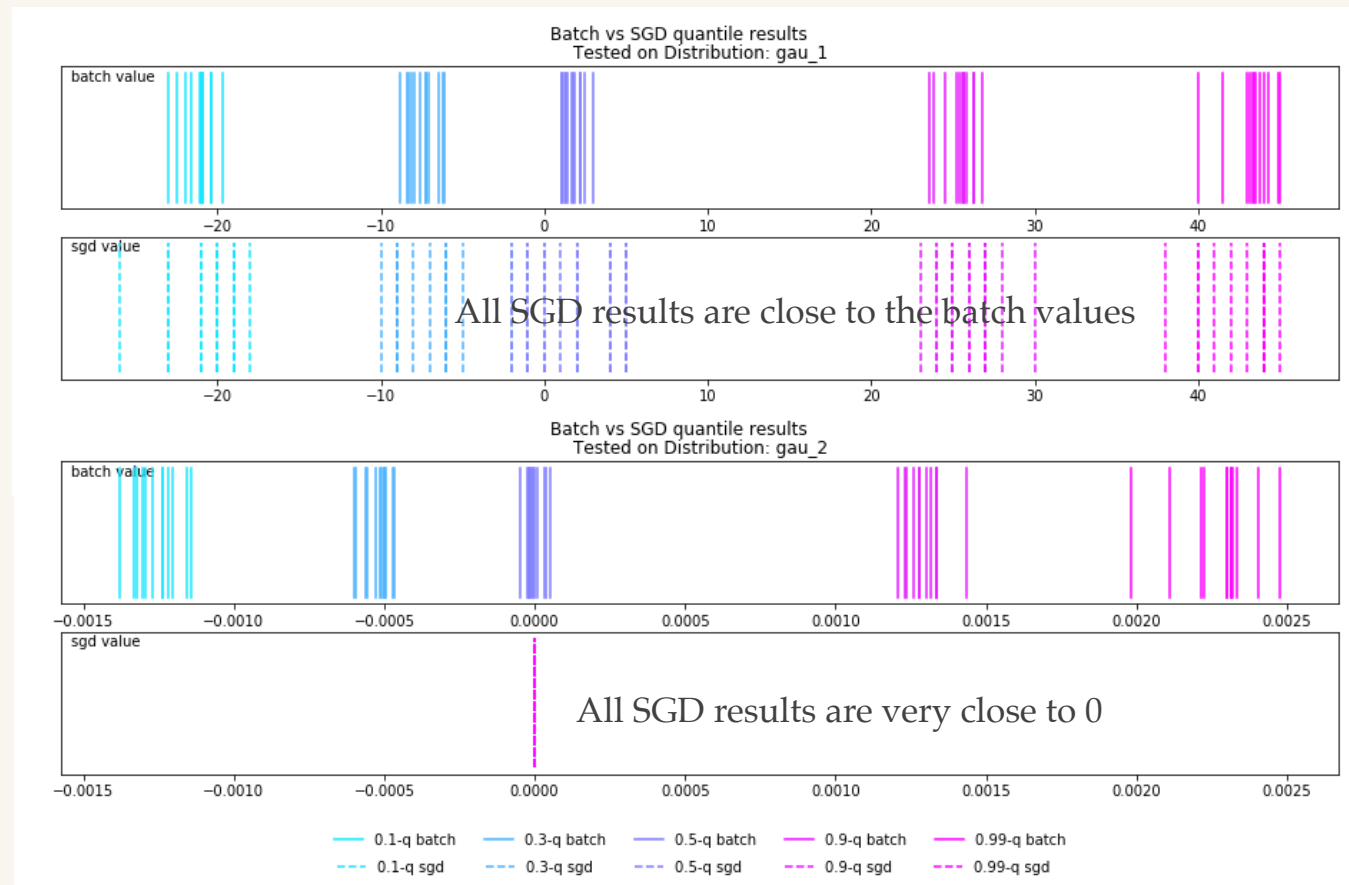 Batch vs SGD quantile results
Tested on Distribution: gau_1
batch value
−20 −10 0 10 20 30 40
sgd value
All SGD results are close to the batch values
−20 −10 0 10 20 30 40
Batch vs SGD quantile results
Tested on Distribution: gau_2
batch value
−0.0015 −0.0010 −0.0005 0.0000 0.0005 0.0010 0.0015 0.0020 0.0025
sgd value
All SGD results are very close to 0
−0.0015 −0.0010 −0.0005 0.0000 0.0005 0.0010 0.0015 0.0020 0.0025
0.1-q batch 0.3-q batch 0.5-q batch 0.9-q batch 0.99-q batch
0.1-q sgd 0.3-q sgd 0.5-q sgd 0.9-q sgd 0.99-q sgd